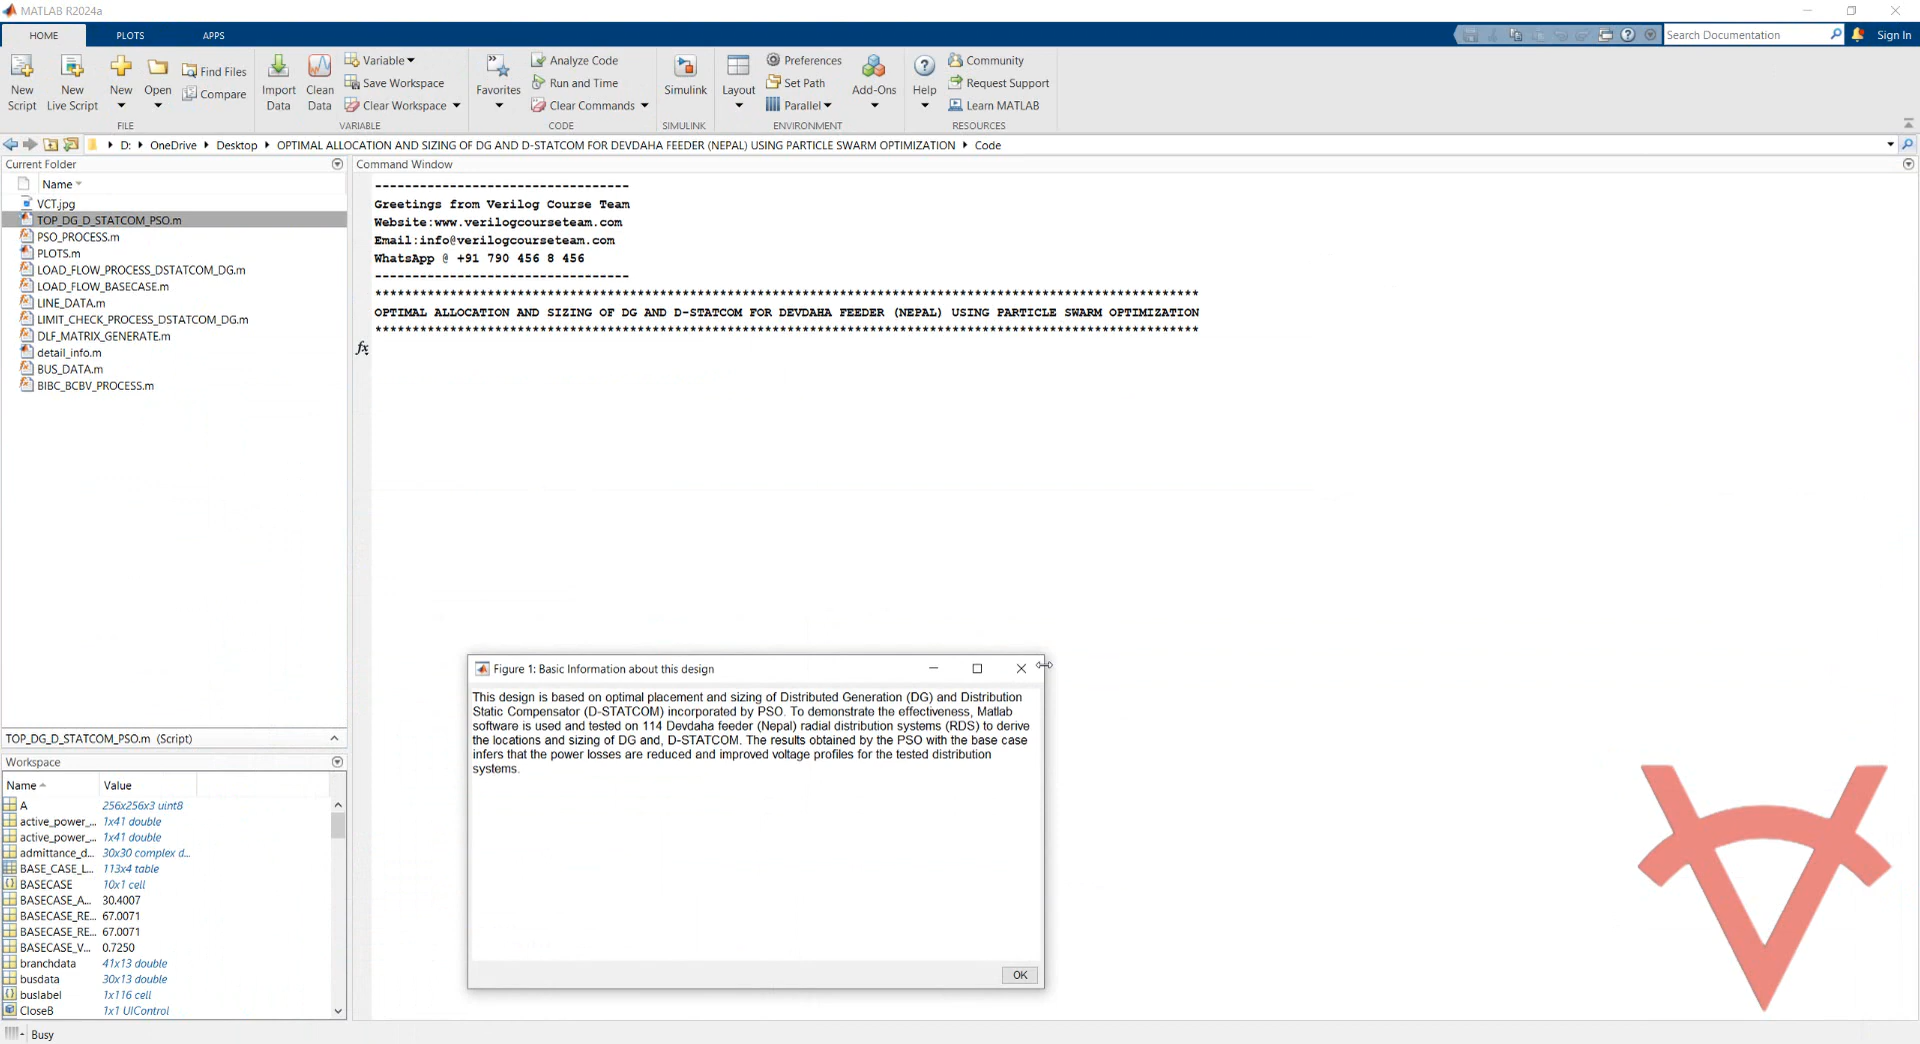 MATLAB R2024a
HOME
PLOTS
APPS
Search Documentation
Sign In
New Script
New Live Script
New
Open
Find Files
Compare
FILE
Import Data
Clean Data
Variable
Save Workspace
Clear Workspace
VARIABLE
Favorites
Analyze Code
Run and Time
Clear Commands
CODE
Simulink
SIMULINK
Layout
Preferences
Set Path
Parallel
ENVIRONMENT
Add-Ons
Help
Community
Request Support
Learn MATLAB
RESOURCES
D: OneDrive Desktop OPTIMAL ALLOCATION AND SIZING OF DG AND D-STATCOM FOR DEVDAHA FEEDER (NEPAL) USING PARTICLE SWARM OPTIMIZATION Code
Current Folder
Name
VCT.jpg
TOP_DG_D_STATCOM_PSO.m
PSO_PROCESS.m
PLOTS.m
LOAD_FLOW_PROCESS_DSTATCOM_DG.m
LOAD_FLOW_BASECASE.m
LINE_DATA.m
LIMIT_CHECK_PROCESS_DSTATCOM_DG.m
DLF_MATRIX_GENERATE.m
detail_info.m
BUS_DATA.m
BIBC_BCBV_PROCESS.m
TOP_DG_D_STATCOM_PSO.m (Script)
Workspace
Name Value
A 256x256x3 uint8
active_power_... 1x41 double
active_power_... 1x41 double
admittance_d... 30x30 complex d...
BASE_CASE_L... 113x4 table
BASECASE 10x1 cell
BASECASE_A... 30.4007
BASECASE_RE... 67.0071
BASECASE_RE... 67.0071
BASECASE_V... 0.7250
branchdata 41x13 double
busdata 30x13 double
buslabel 1x116 cell
CloseB 1x1 UIControl
Busy
Command Window
----------------------------------
Greetings from Verilog Course Team
Website:www.verilogcourseteam.com
Email:info@verilogcourseteam.com
WhatsApp @ +91 790 456 8 456
----------------------------------
**************************************************************************************************************
OPTIMAL ALLOCATION AND SIZING OF DG AND D-STATCOM FOR DEVDAHA FEEDER (NEPAL) USING PARTICLE SWARM OPTIMIZATION
**************************************************************************************************************
fx
Figure 1: Basic Information about this design
This design is based on optimal placement and sizing of Distributed Generation (DG) and Distribution
Static Compensator (D-STATCOM) incorporated by PSO. To demonstrate the effectiveness, Matlab
software is used and tested on 114 Devdaha feeder (Nepal) radial distribution systems (RDS) to derive
the locations and sizing of DG and, D-STATCOM. The results obtained by the PSO with the base case
infers that the power losses are reduced and improved voltage profiles for the tested distribution
systems.
OK